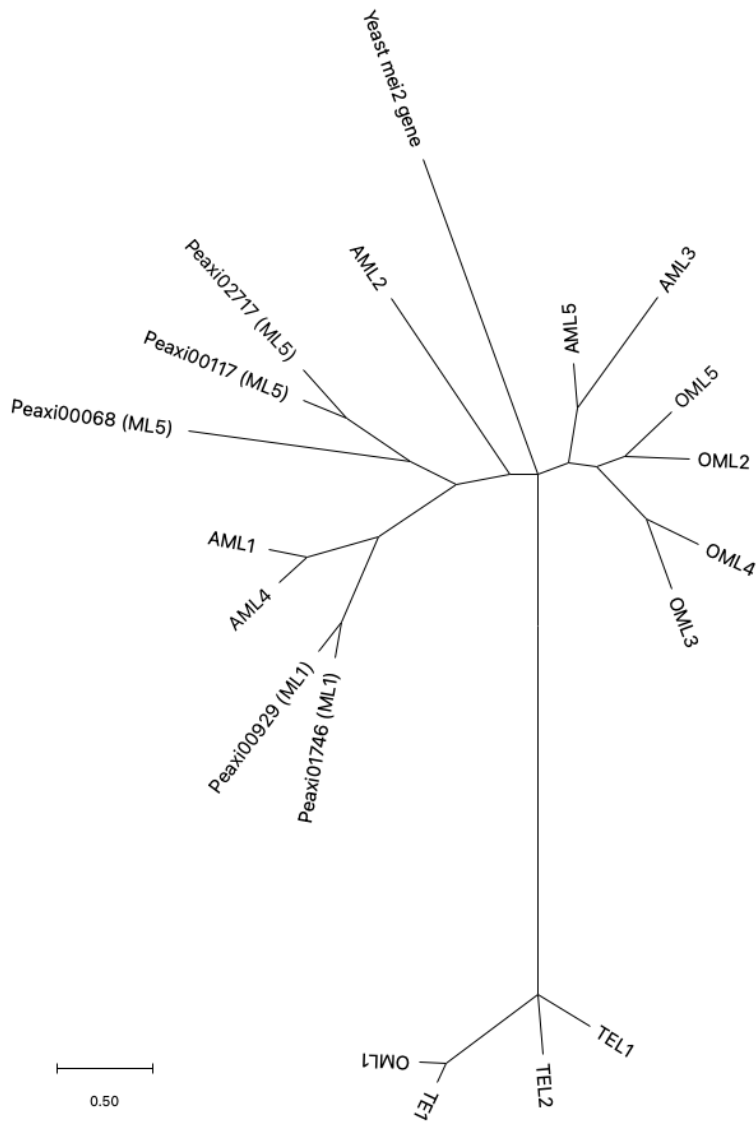 Yeast mei2 gene
AML2
AML3
Peaxi02717 (ML5)
AML5
Peaxi00117 (ML5)
OML5
Peaxi00068 (ML5)
OML2
AML1
OML4
AML4
OML3
Peaxi00929 (ML1)
Peaxi01746 (ML1)
TEL1
OML1
TEL2
TE1
0.50